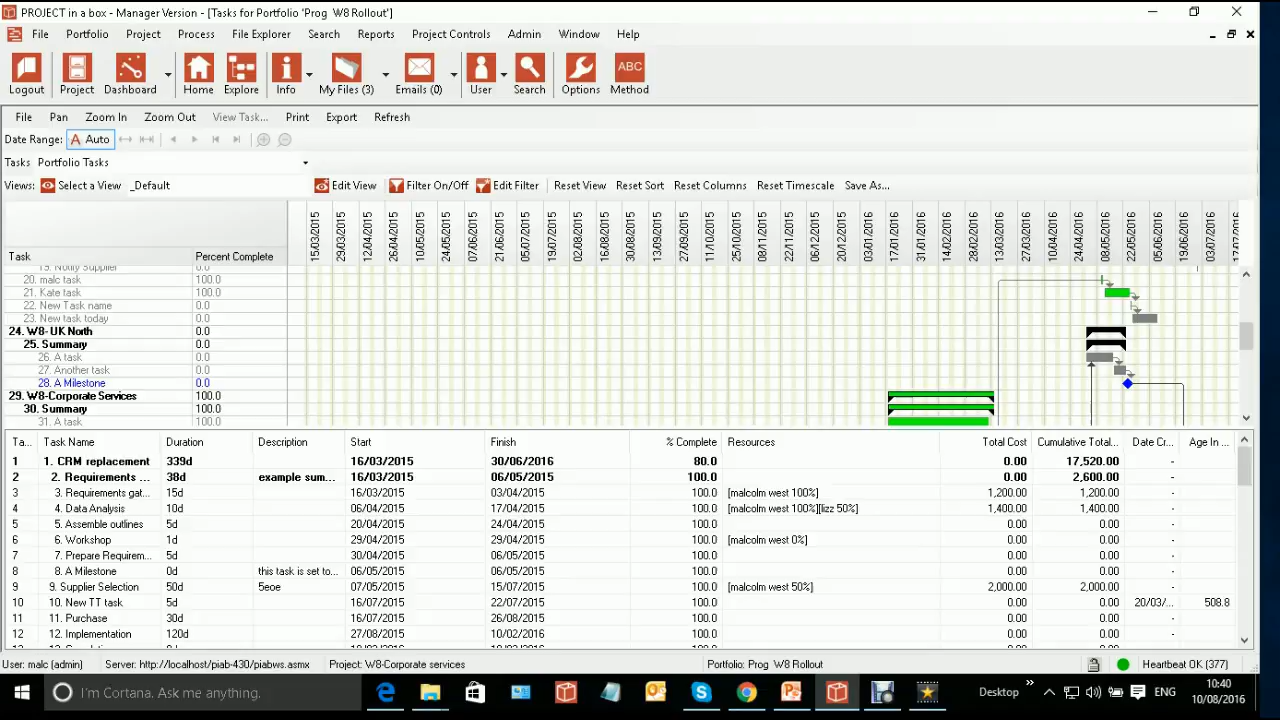 PROJECT in a box - Manager Version - [Tasks for Portfolio 'Prog W8 Rollout']
File Portfolio Project Process File Explorer Search Reports Project Controls Admin Window Help
ABC
Logout Project Dashboard Home Explore Info My Files (3) Emails (0) User Search Options Method
File Pan Zoom In Zoom Out View Task... Print Export Refresh
Date Range: A Auto
Tasks Portfolio Tasks
Views: Select a View _Default Edit View Filter On/Off Edit Filter Reset View Reset Sort Reset Columns Reset Timescale Save As...
15/03/2015 29/03/2015 12/04/2015 26/04/2015 10/05/2015 24/05/2015 07/06/2015 21/06/2015 05/07/2015 19/07/2015 02/08/2015 16/08/2015 30/08/2015 13/09/2015 27/09/2015 11/10/2015 25/10/2015 08/11/2015 22/11/2015 06/12/2015 20/12/2015 03/01/2016 17/01/2016 31/01/2016 14/02/2016 28/02/2016 13/03/2016 27/03/2016 10/04/2016 24/04/2016 08/05/2016 22/05/2016 05/06/2016 19/06/2016 03/07/2016
Task Percent Complete
19. Notify Supplier 0.0
20. malc task 100.0
21. Kate task 100.0
22. New Task name 0.0
23. New task today 0.0
24. W8- UK North 0.0
25. Summary 0.0
26. A task 0.0
27. Another task 0.0
28. A Milestone 0.0
29. W8-Corporate Services 100.0
30. Summary 100.0
31. A task 100.0
Ta... Task Name Duration Description Start Finish % Complete Resources Total Cost Cumulative Total... Date Cr... Age In ...
1 1. CRM replacement 339d 16/03/2015 30/06/2016 80.0 0.00 17,520.00 -
2 2. Requirements ... 38d example sum... 16/03/2015 06/05/2015 100.0 0.00 2,600.00 -
3 3. Requirements gat... 15d 16/03/2015 03/04/2015 100.0 [malcolm west 100%] 1,200.00 1,200.00 -
4 4. Data Analysis 10d 06/04/2015 17/04/2015 100.0 [malcolm west 100%][lizz 50%] 1,400.00 1,400.00 -
5 5. Assemble outlines 5d 20/04/2015 24/04/2015 100.0 0.00 0.00 -
6 6. Workshop 1d 29/04/2015 29/04/2015 100.0 [malcolm west 0%] 0.00 0.00 -
7 7. Prepare Requirem... 5d 30/04/2015 06/05/2015 100.0 0.00 0.00 -
8 8. A Milestone 0d this task is set to... 06/05/2015 06/05/2015 100.0 0.00 0.00 -
9 9. Supplier Selection 50d 5eoe 07/05/2015 15/07/2015 100.0 [malcolm west 50%] 2,000.00 2,000.00 -
10 10. New TT task 5d 16/07/2015 22/07/2015 100.0 0.00 0.00 20/03/... 508.8
11 11. Purchase 30d 16/07/2015 26/08/2015 100.0 0.00 0.00 -
12 12. Implementation 120d 27/08/2015 10/02/2016 100.0 0.00 0.00 -
User: malc (admin) Server: http://localhost/piab-430/piabws.asmx Project: W8-Corporate services Portfolio: Prog W8 Rollout Heartbeat OK (377)
I'm Cortana. Ask me anything. Desktop ENG 10:40
10/08/2016